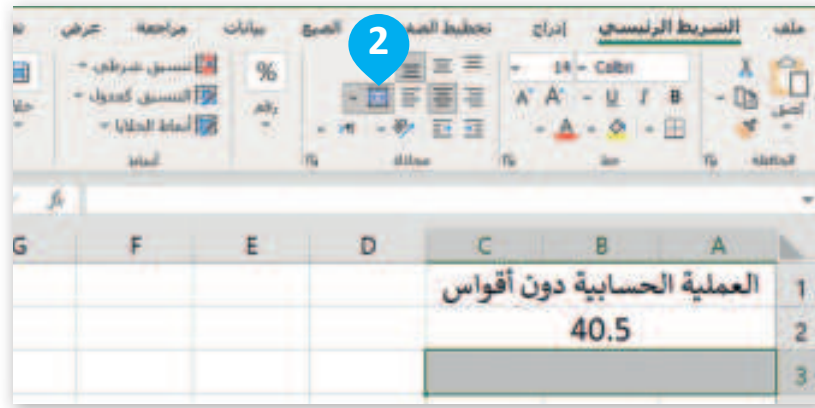 ملف الشريط الرئيسي إدراج تخطيط الصيغ بيانات مراجعة عرض
2
Calibri 14
B I U
A A
%
رقم
تنسيق شرطي
التنسيق كجدول
أنماط الخلايا
لصق
الحافظة خط محاذاة أنماط
fx
A B C D E F G
1 العملية الحسابية دون أقواس
2 40.5
3